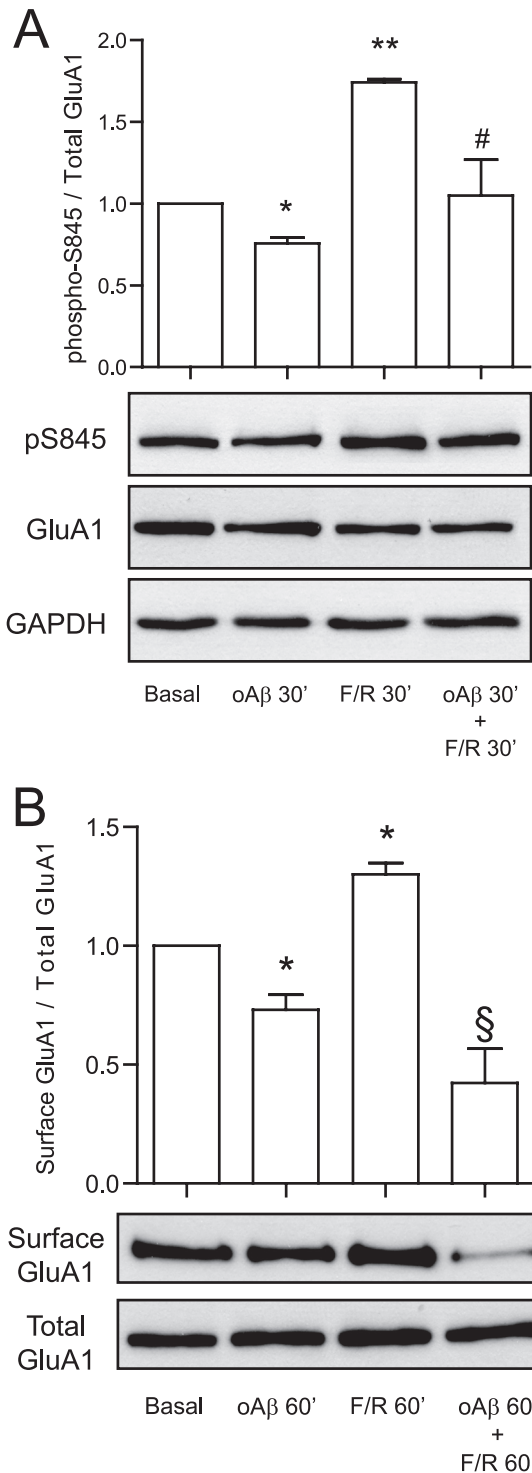 A
phospho-S845 / Total GluA1
2.0
1.5
1.0
0.5
0.0
*
**
#
pS845
GluA1
GAPDH
Basal oAβ 30' F/R 30' oAβ 30'
+
F/R 30'
B
Surface GluA1 / Total GluA1
1.5
1.0
0.5
0.0
*
*
§
Surface
GluA1
Total
GluA1
Basal oAβ 60' F/R 60' oAβ 60
+
F/R 60